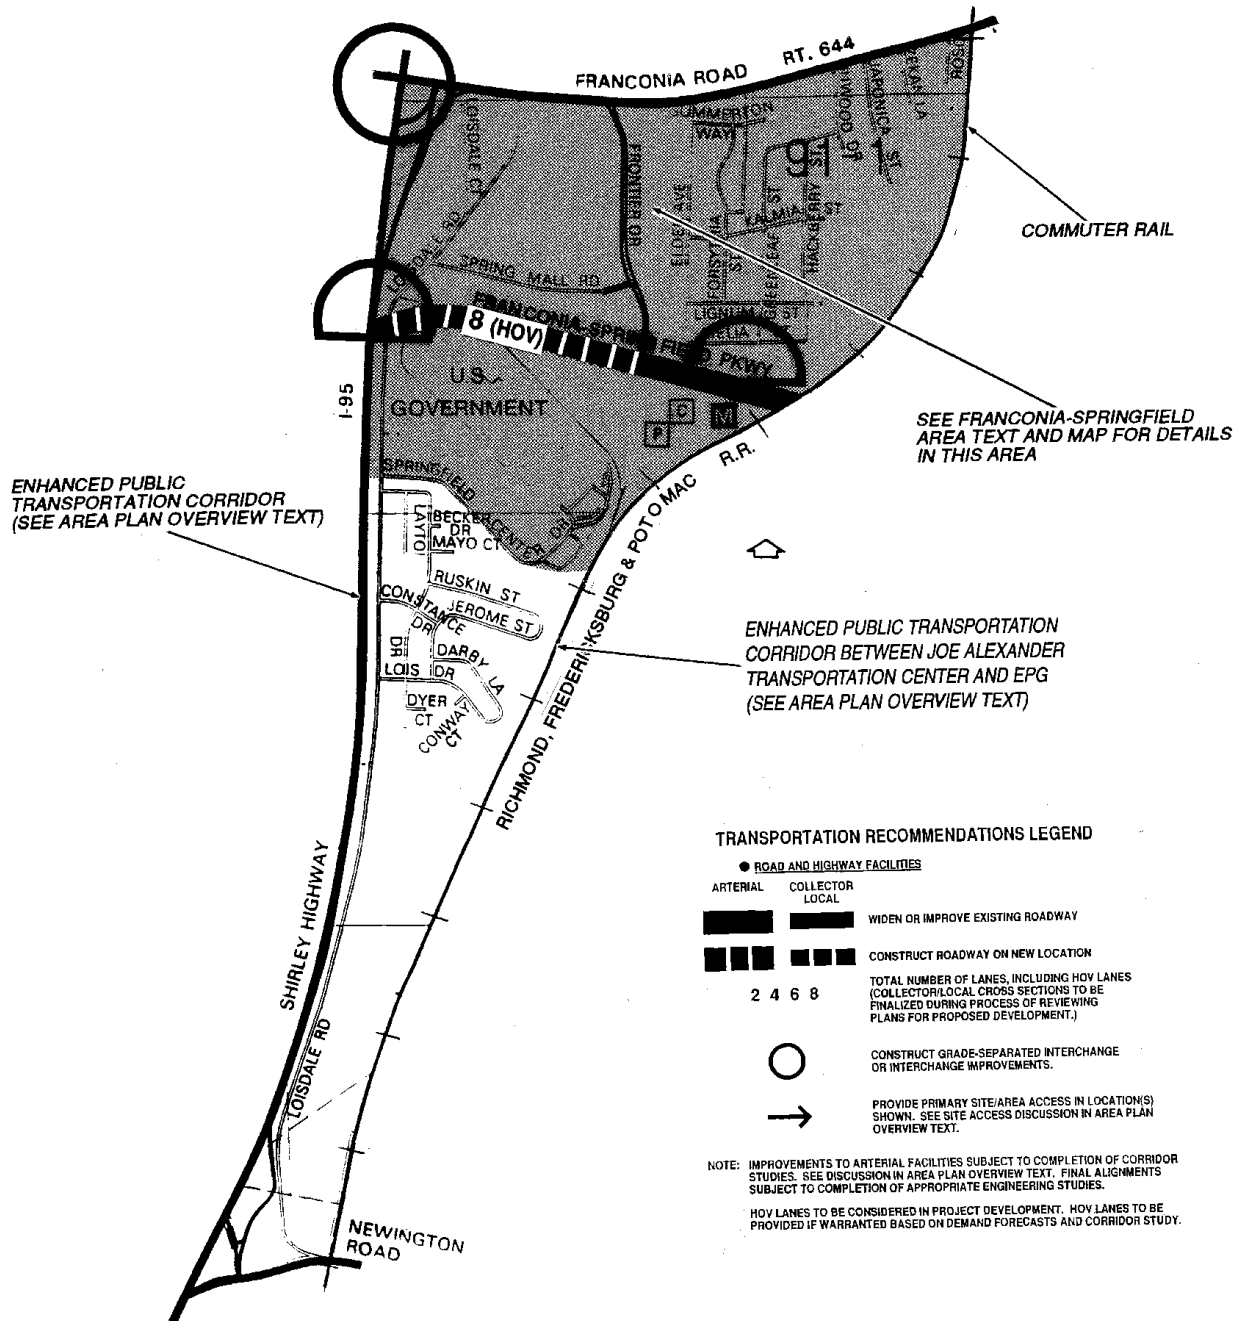 FRANCONIA ROAD
RT. 644
LOISDALE CT
SUMMERTON
WAY
FRONTIER DR
ELDER AVE
FORSYTHIA
ST
GREENLEAF ST
HACKBERRY ST
KALMIA ST
DR
JAPONICA ST
LA
9
COMMUTER RAIL
LOISDALE RD
SPRING MALL RD
LIGNUM ST
FRANCONIA-SPRINGFIELD PKWY
8 (HOV)
U.S.
GOVERNMENT
I-95
C
P
M
SEE FRANCONIA-SPRINGFIELD
AREA TEXT AND MAP FOR DETAILS
IN THIS AREA
ENHANCED PUBLIC
TRANSPORTATION CORRIDOR
(SEE AREA PLAN OVERVIEW TEXT)
SPRINGFIELD CENTER DR
BECKER
DR
MAYO CT
RUSKIN ST
CONSTANCE
DR
JEROME ST
DR
DARBY LA
LOIS DR
DYER
CT
CONWAY
CT
RICHMOND, FREDERICKSBURG & POTOMAC R.R.
ENHANCED PUBLIC TRANSPORTATION
CORRIDOR BETWEEN JOE ALEXANDER
TRANSPORTATION CENTER AND EPG
(SEE AREA PLAN OVERVIEW TEXT)
SHIRLEY HIGHWAY
LOISDALE RD
NEWINGTON
ROAD
TRANSPORTATION RECOMMENDATIONS LEGEND
● ROAD AND HIGHWAY FACILITIES
ARTERIAL
COLLECTOR
LOCAL
WIDEN OR IMPROVE EXISTING ROADWAY
CONSTRUCT ROADWAY ON NEW LOCATION
2 4 6 8
TOTAL NUMBER OF LANES, INCLUDING HOV LANES
(COLLECTOR/LOCAL CROSS SECTIONS TO BE
FINALIZED DURING PROCESS OF REVIEWING
PLANS FOR PROPOSED DEVELOPMENT.)
CONSTRUCT GRADE-SEPARATED INTERCHANGE
OR INTERCHANGE IMPROVEMENTS.
PROVIDE PRIMARY SITE/AREA ACCESS IN LOCATION(S)
SHOWN. SEE SITE ACCESS DISCUSSION IN AREA PLAN
OVERVIEW TEXT.
NOTE: IMPROVEMENTS TO ARTERIAL FACILITIES SUBJECT TO COMPLETION OF CORRIDOR
STUDIES. SEE DISCUSSION IN AREA PLAN OVERVIEW TEXT. FINAL ALIGNMENTS
SUBJECT TO COMPLETION OF APPROPRIATE ENGINEERING STUDIES.
HOV LANES TO BE CONSIDERED IN PROJECT DEVELOPMENT. HOV LANES TO BE
PROVIDED IF WARRANTED BASED ON DEMAND FORECASTS AND CORRIDOR STUDY.